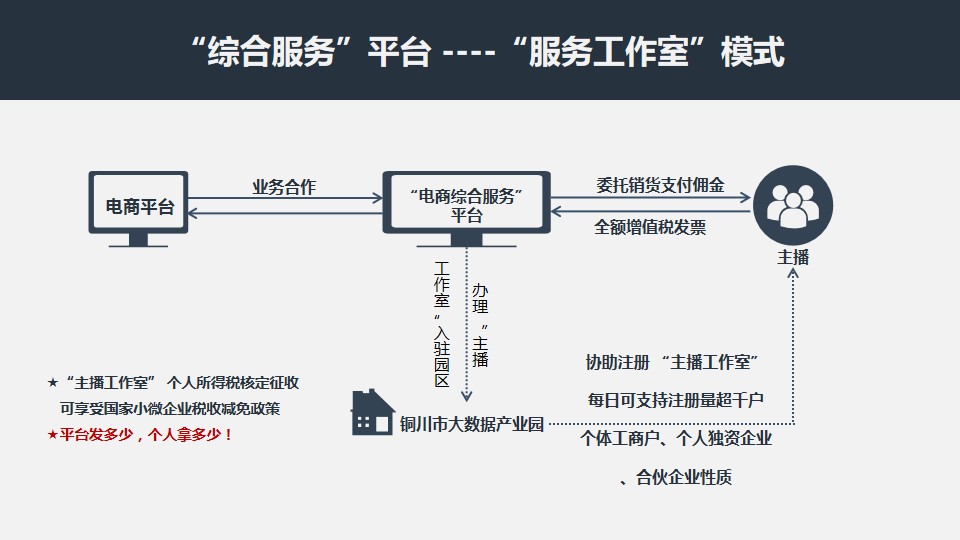 “综合服务”平台 ----“服务工作室”模式
电商平台
业务合作
“电商综合服务”
平台
委托销货支付佣金
全额增值税发票
主播
办理“主播
工作室“入驻园区
铜川市大数据产业园
协助注册 “主播工作室”
每日可支持注册量超千户
个体工商户、个人独资企业
、合伙企业性质
★“主播工作室” 个人所得税核定征收
可享受国家小微企业税收减免政策
★平台发多少，个人拿多少！